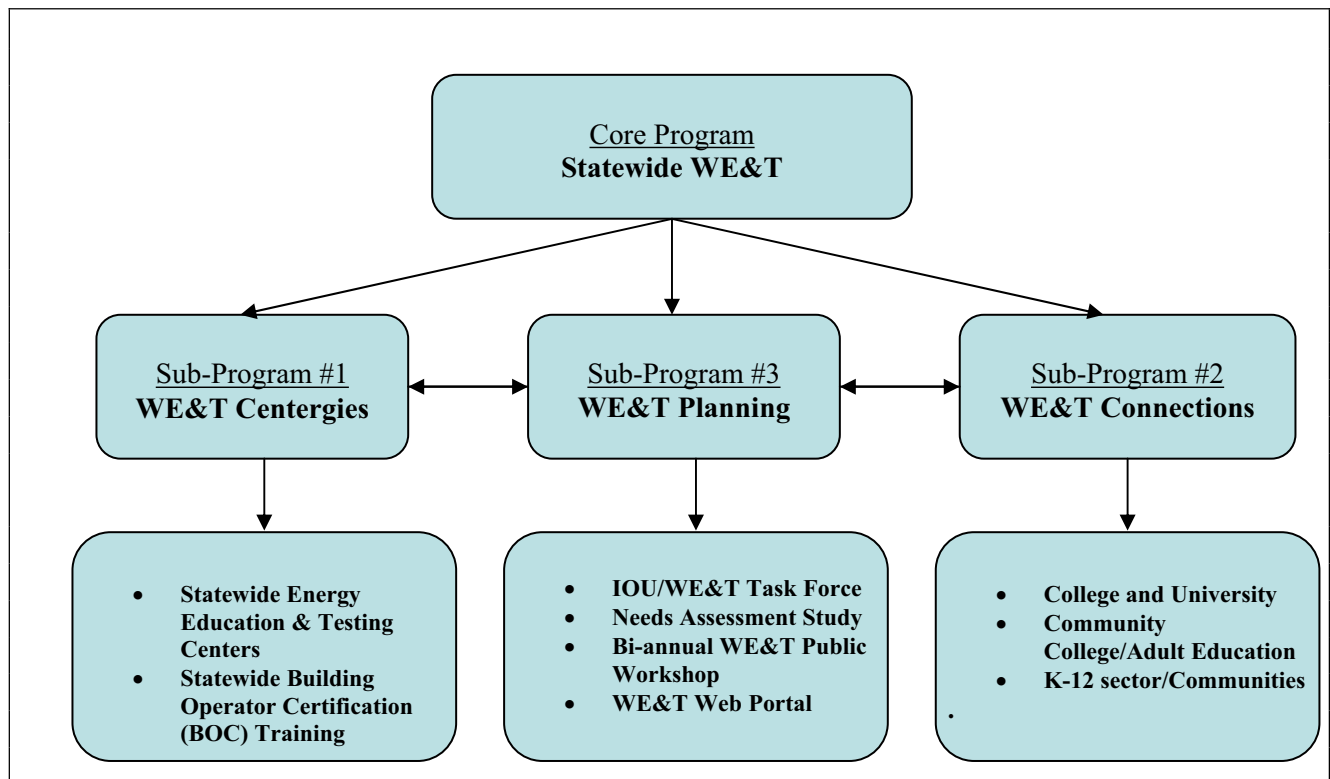 Core Program
Statewide WE&T
Sub-Program #1
WE&T Centergies
Sub-Program #3
WE&T Planning
Sub-Program #2
WE&T Connections
• Statewide Energy
Education & Testing
Centers
• Statewide Building
Operator Certification
(BOC) Training
• IOU/WE&T Task Force
• Needs Assessment Study
• Bi-annual WE&T Public
Workshop
• WE&T Web Portal
• College and University
• Community
College/Adult Education
• K-12 sector/Communities
.